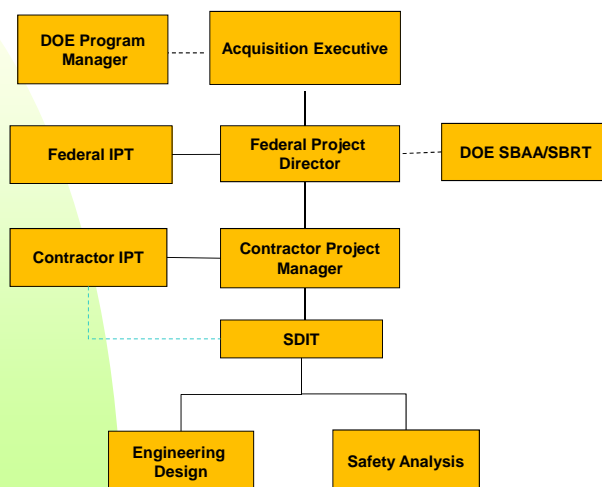 DOE Program
Manager
Acquisition Executive
Federal IPT
Federal Project
Director
DOE SBAA/SBRT
Contractor IPT
Contractor Project
Manager
SDIT
Engineering
Design
Safety Analysis